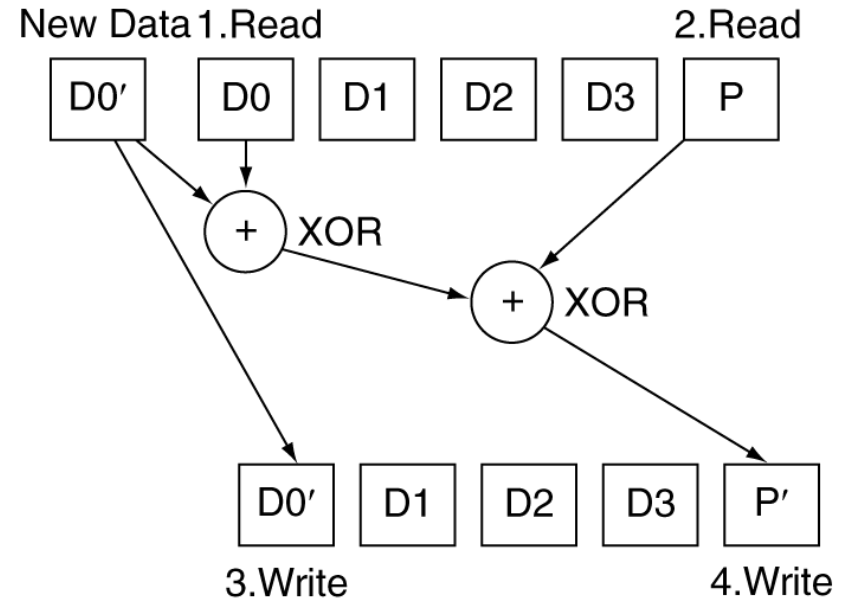 New Data 1.Read 2.Read
D0′ D0 D1 D2 D3 P
+ XOR
+ XOR
D0′ D1 D2 D3 P′
3.Write 4.Write